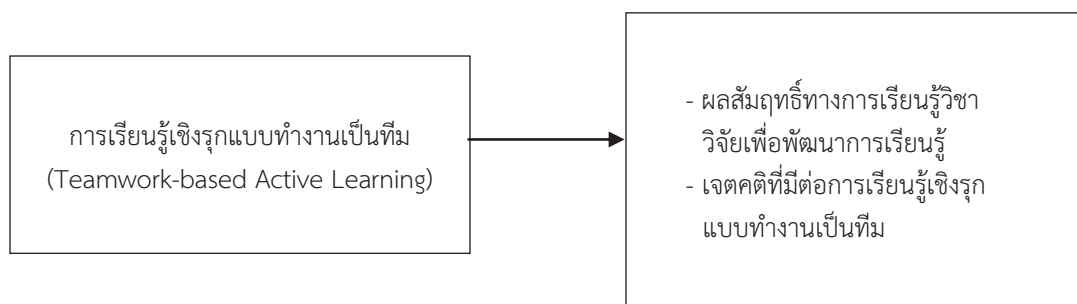 การเรียนรู้เชิงรุกแบบทำงานเป็นทีม
(Teamwork-based Active Learning)
- ผลสัมฤทธิ์ทางการเรียนรู้วิชา
วิจัยเพื่อพัฒนาการเรียนรู้
- เจตคติที่มีต่อการเรียนรู้เชิงรุก
แบบทำงานเป็นทีม